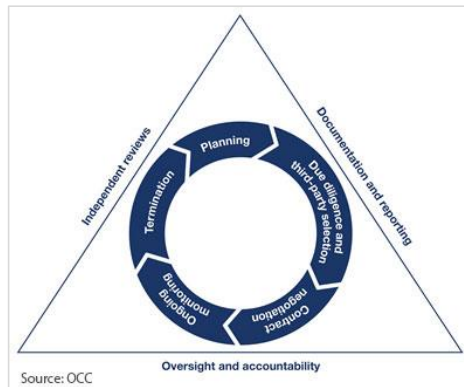 Independent reviews
Documentation and reporting
Planning
Due diligence and
third-party selection
Contract
negotiation
Ongoing
monitoring
Termination
Oversight and accountability
Source: OCC